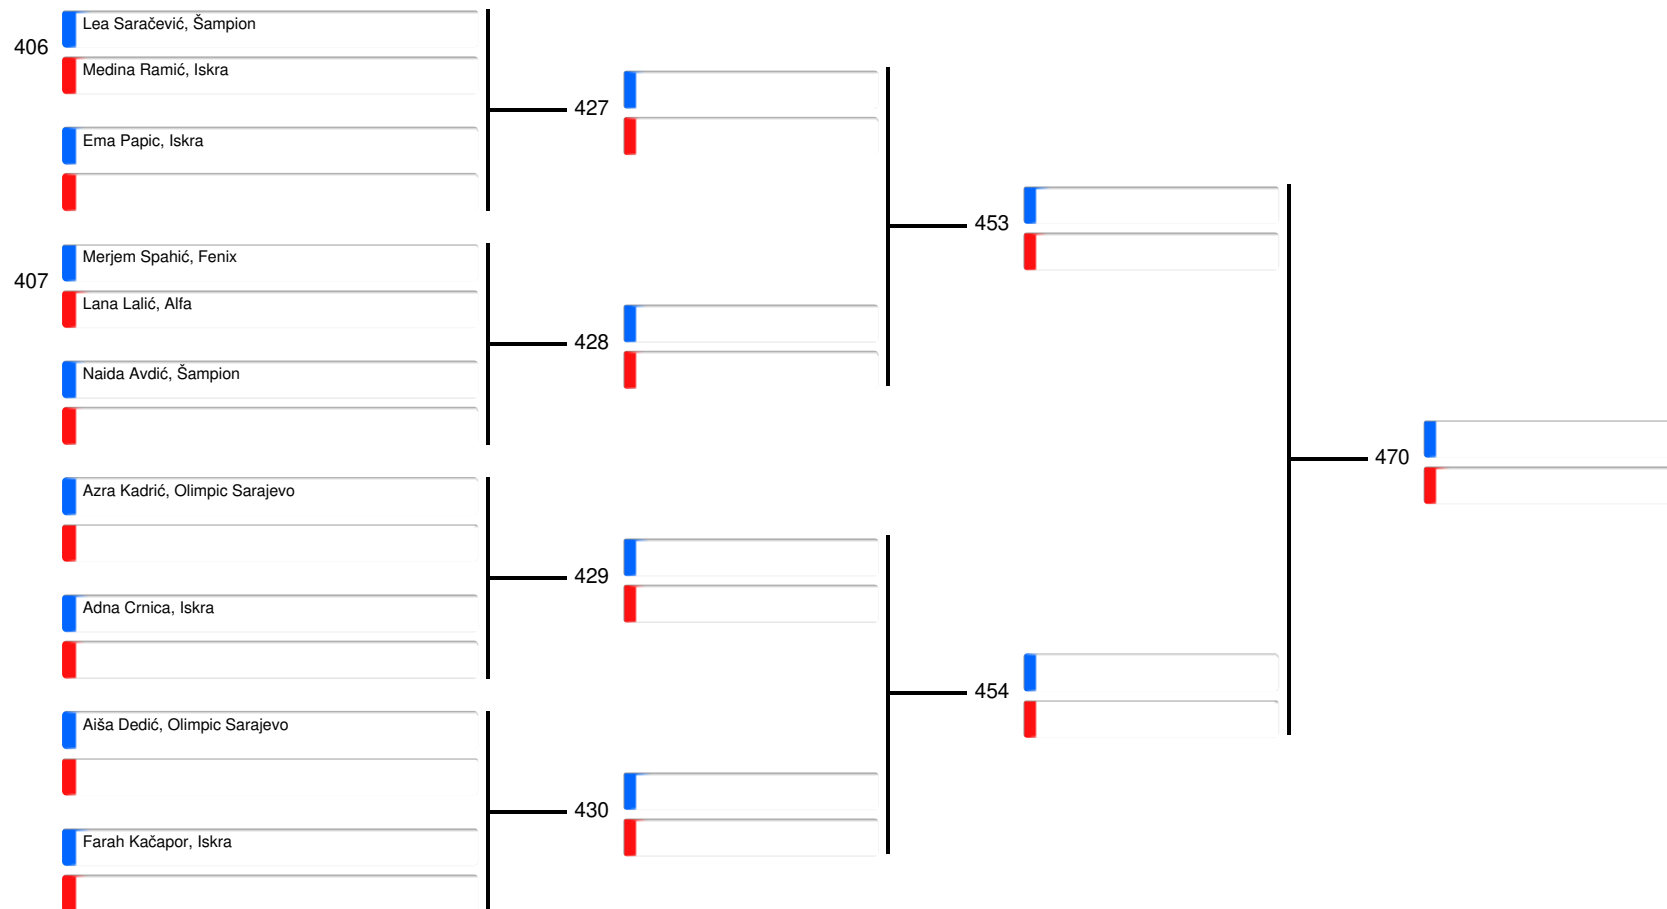 406
Lea Saračević, Šampion
Medina Ramić, Iskra
Ema Papic, Iskra
407
Merjem Spahić, Fenix
Lana Lalić, Alfa
Naida Avdić, Šampion
Azra Kadrić, Olimpic Sarajevo
Adna Crnica, Iskra
Aiša Dedić, Olimpic Sarajevo
Farah Kačapor, Iskra
427
428
429
430
453
454
470